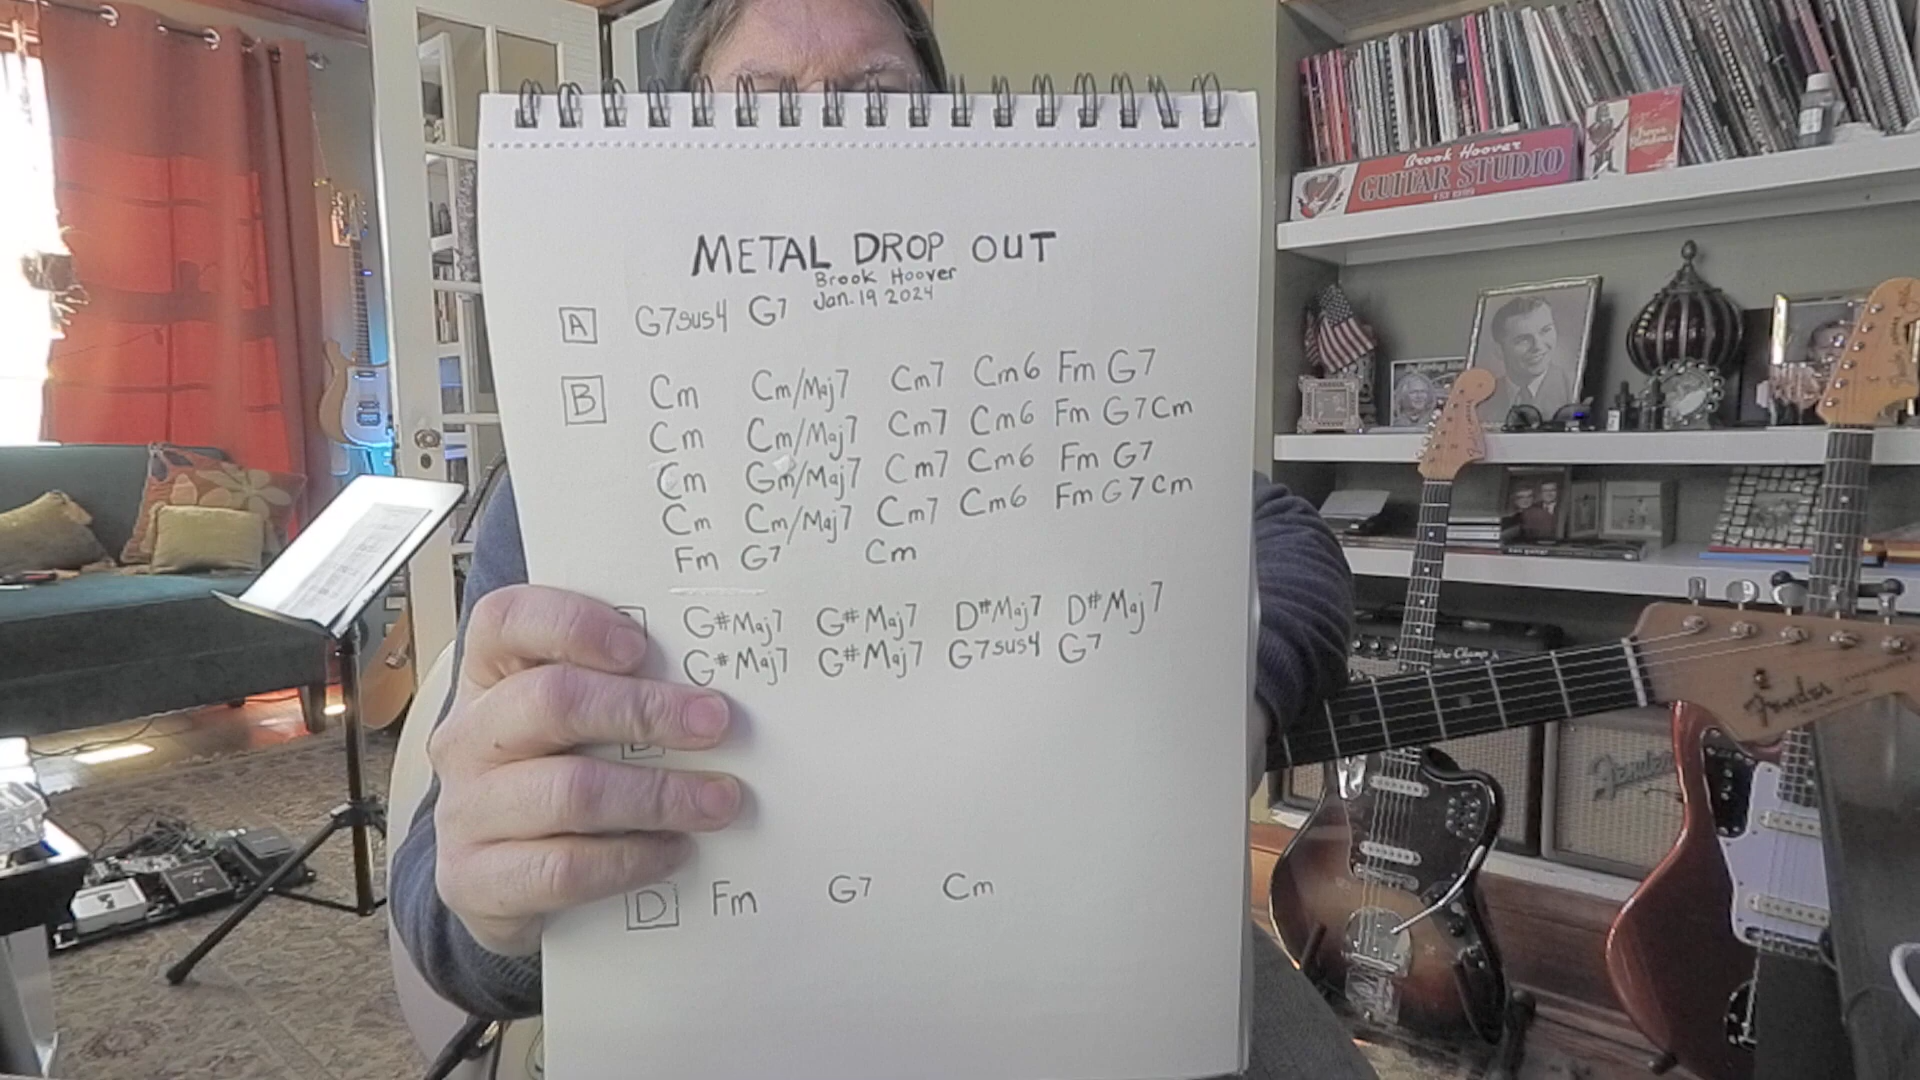 METAL DROP OUT
Brook Hoover
Jan. 19 2024
A G7sus4 G7
B Cm Cm/Maj7 Cm7 Cm6 Fm G7
Cm Cm/Maj7 Cm7 Cm6 Fm G7 Cm
Cm Gm/Maj7 Cm7 Cm6 Fm G7
Cm Cm/Maj7 Cm7 Cm6 Fm G7 Cm
Fm G7 Cm
G#Maj7 G#Maj7 D#Maj7 D#Maj7
G#Maj7 G#Maj7 G7sus4 G7
D Fm G7 Cm
Brook Hoover
GUITAR STUDIO
Fender
Fender